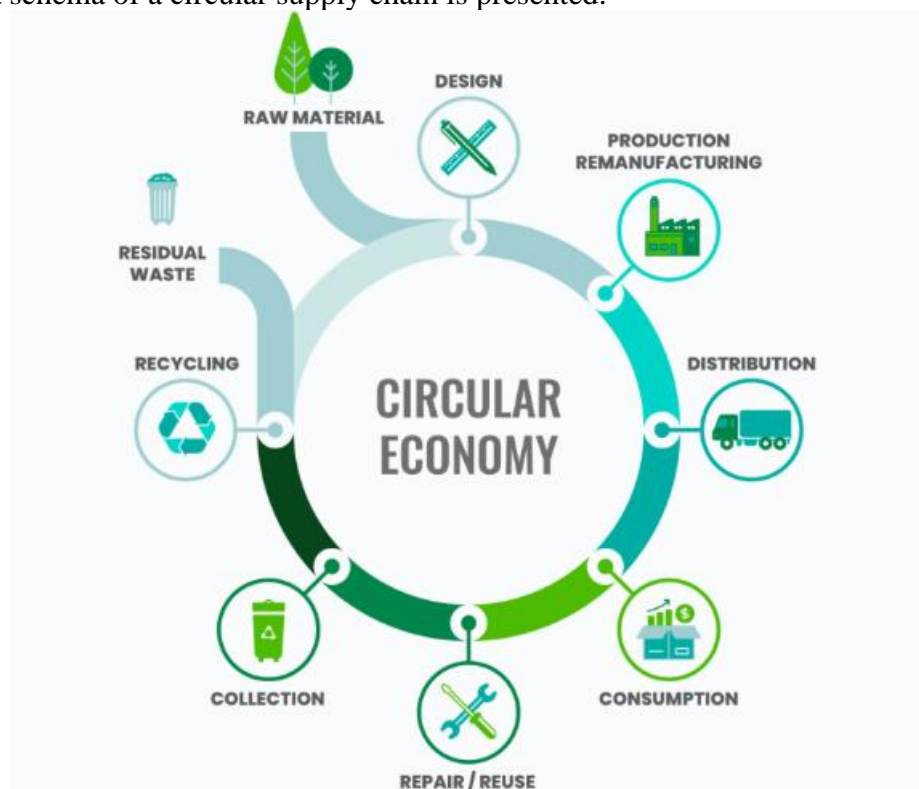 a schema of a circular supply chain is presented.
RAW MATERIAL
DESIGN
PRODUCTION
REMANUFACTURING
RESIDUAL
WASTE
RECYCLING
DISTRIBUTION
CIRCULAR
ECONOMY
$
COLLECTION
CONSUMPTION
REPAIR / REUSE